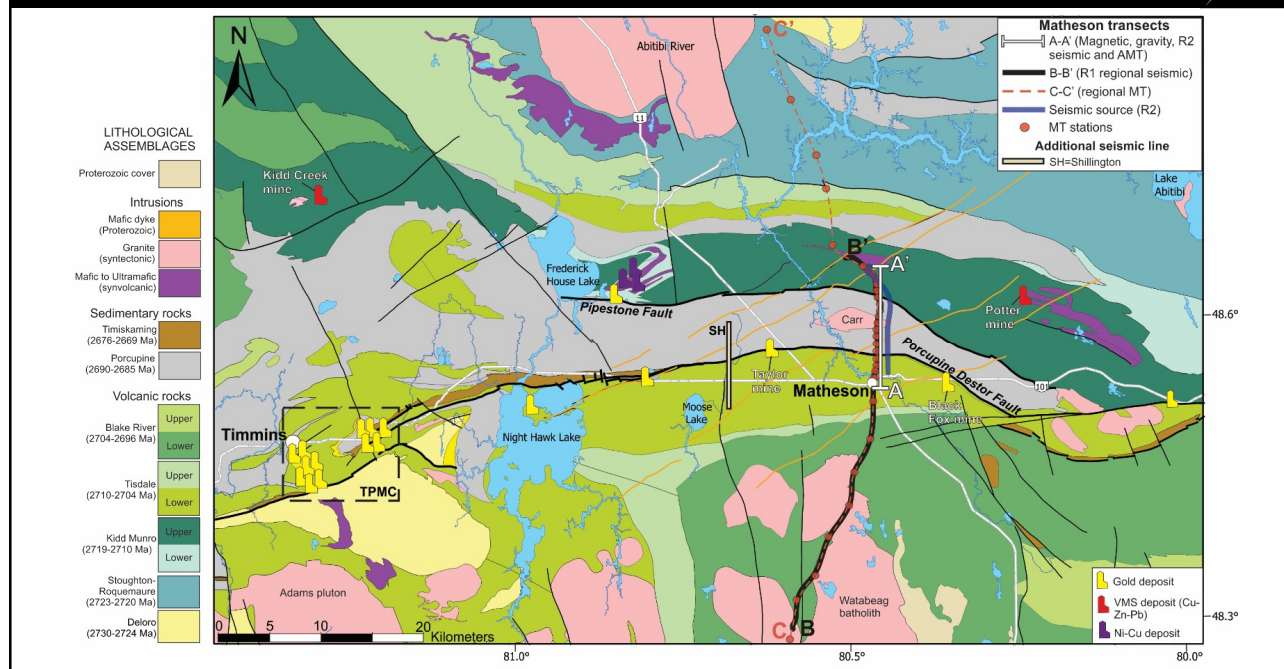 LITHOLOGICAL
ASSEMBLAGES
Proterozoic cover
Intrusions
Mafic dyke
(Proterozoic)
Granite
(syntectonic)
Mafic to Ultramafic
(synvolcanic)
Sedimentary rocks
Timiskaming
(2676-2669 Ma)
Porcupine
(2690-2685 Ma)
Volcanic rocks
Blake River
(2704-2696 Ma)
Upper
Lower
Tisdale
(2710-2704 Ma)
Upper
Lower
Kidd Munro
(2719-2710 Ma)
Upper
Lower
Stoughton-
Roquemaure
(2723-2720 Ma)
Deloro
(2730-2724 Ma)
N
Abitibi River
C'
11
Kidd Creek
mine
Frederick
House Lake
B'
A'
Pipestone Fault
SH
Carr
Potter
mine
Lake
Abitibi
Porcupine Destor Fault
Taylor
mine
Matheson
A
101
Black
Fox mine
Timmins
TPMC
Night Hawk Lake
Moose
Lake
Adams pluton
Watabeag
batholith
C
B
0 5 10 20
Kilometers
Matheson transects
A-A' (Magnetic, gravity, R2
seismic and AMT)
B-B' (R1 regional seismic)
C-C' (regional MT)
Seismic source (R2)
MT stations
Additional seismic line
SH=Shillington
Gold deposit
VMS deposit (Cu-
Zn-Pb)
Ni-Cu deposit
48.6°
48.3°
81.0°
80.5°
80.0°